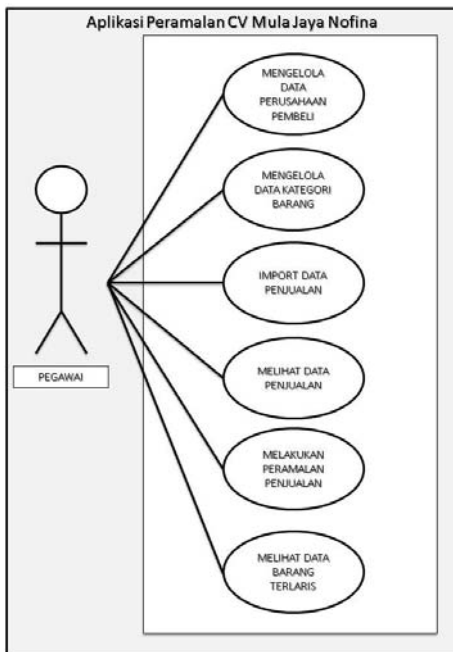 Aplikasi Peramalan CV Mula Jaya Nofina
MENGELOLA
DATA
PERUSAHAAN
PEMBELI
MENGELOLA
DATA KATEGORI
BARANG
IMPORT DATA
PENJUALAN
MELIHAT DATA
PENJUALAN
PEGAWAI
MELAKUKAN
PERAMALAN
PENJUALAN
MELIHAT DATA
BARANG
TERLARIS